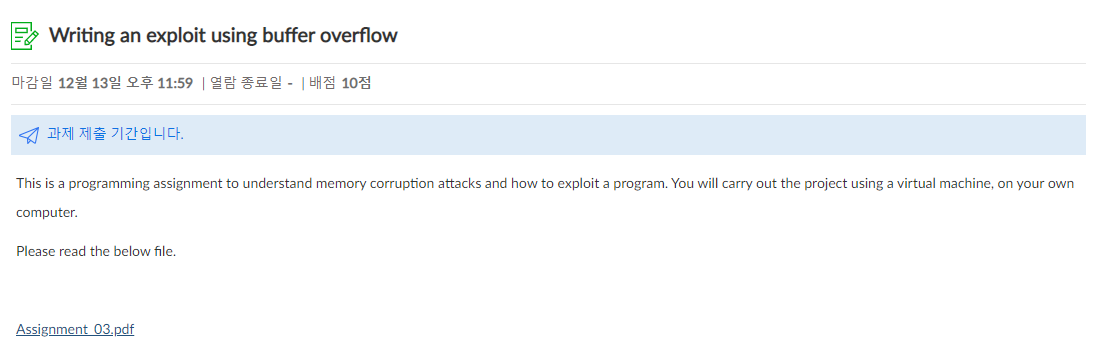 Writing an exploit using buffer overflow
마감일 12월 13일 오후 11:59 | 열람 종료일 - | 배점 10점
과제 제출 기간입니다.
This is a programming assignment to understand memory corruption attacks and how to exploit a program. You will carry out the project using a virtual machine, on your own
computer.
Please read the below file.
Assignment_03.pdf